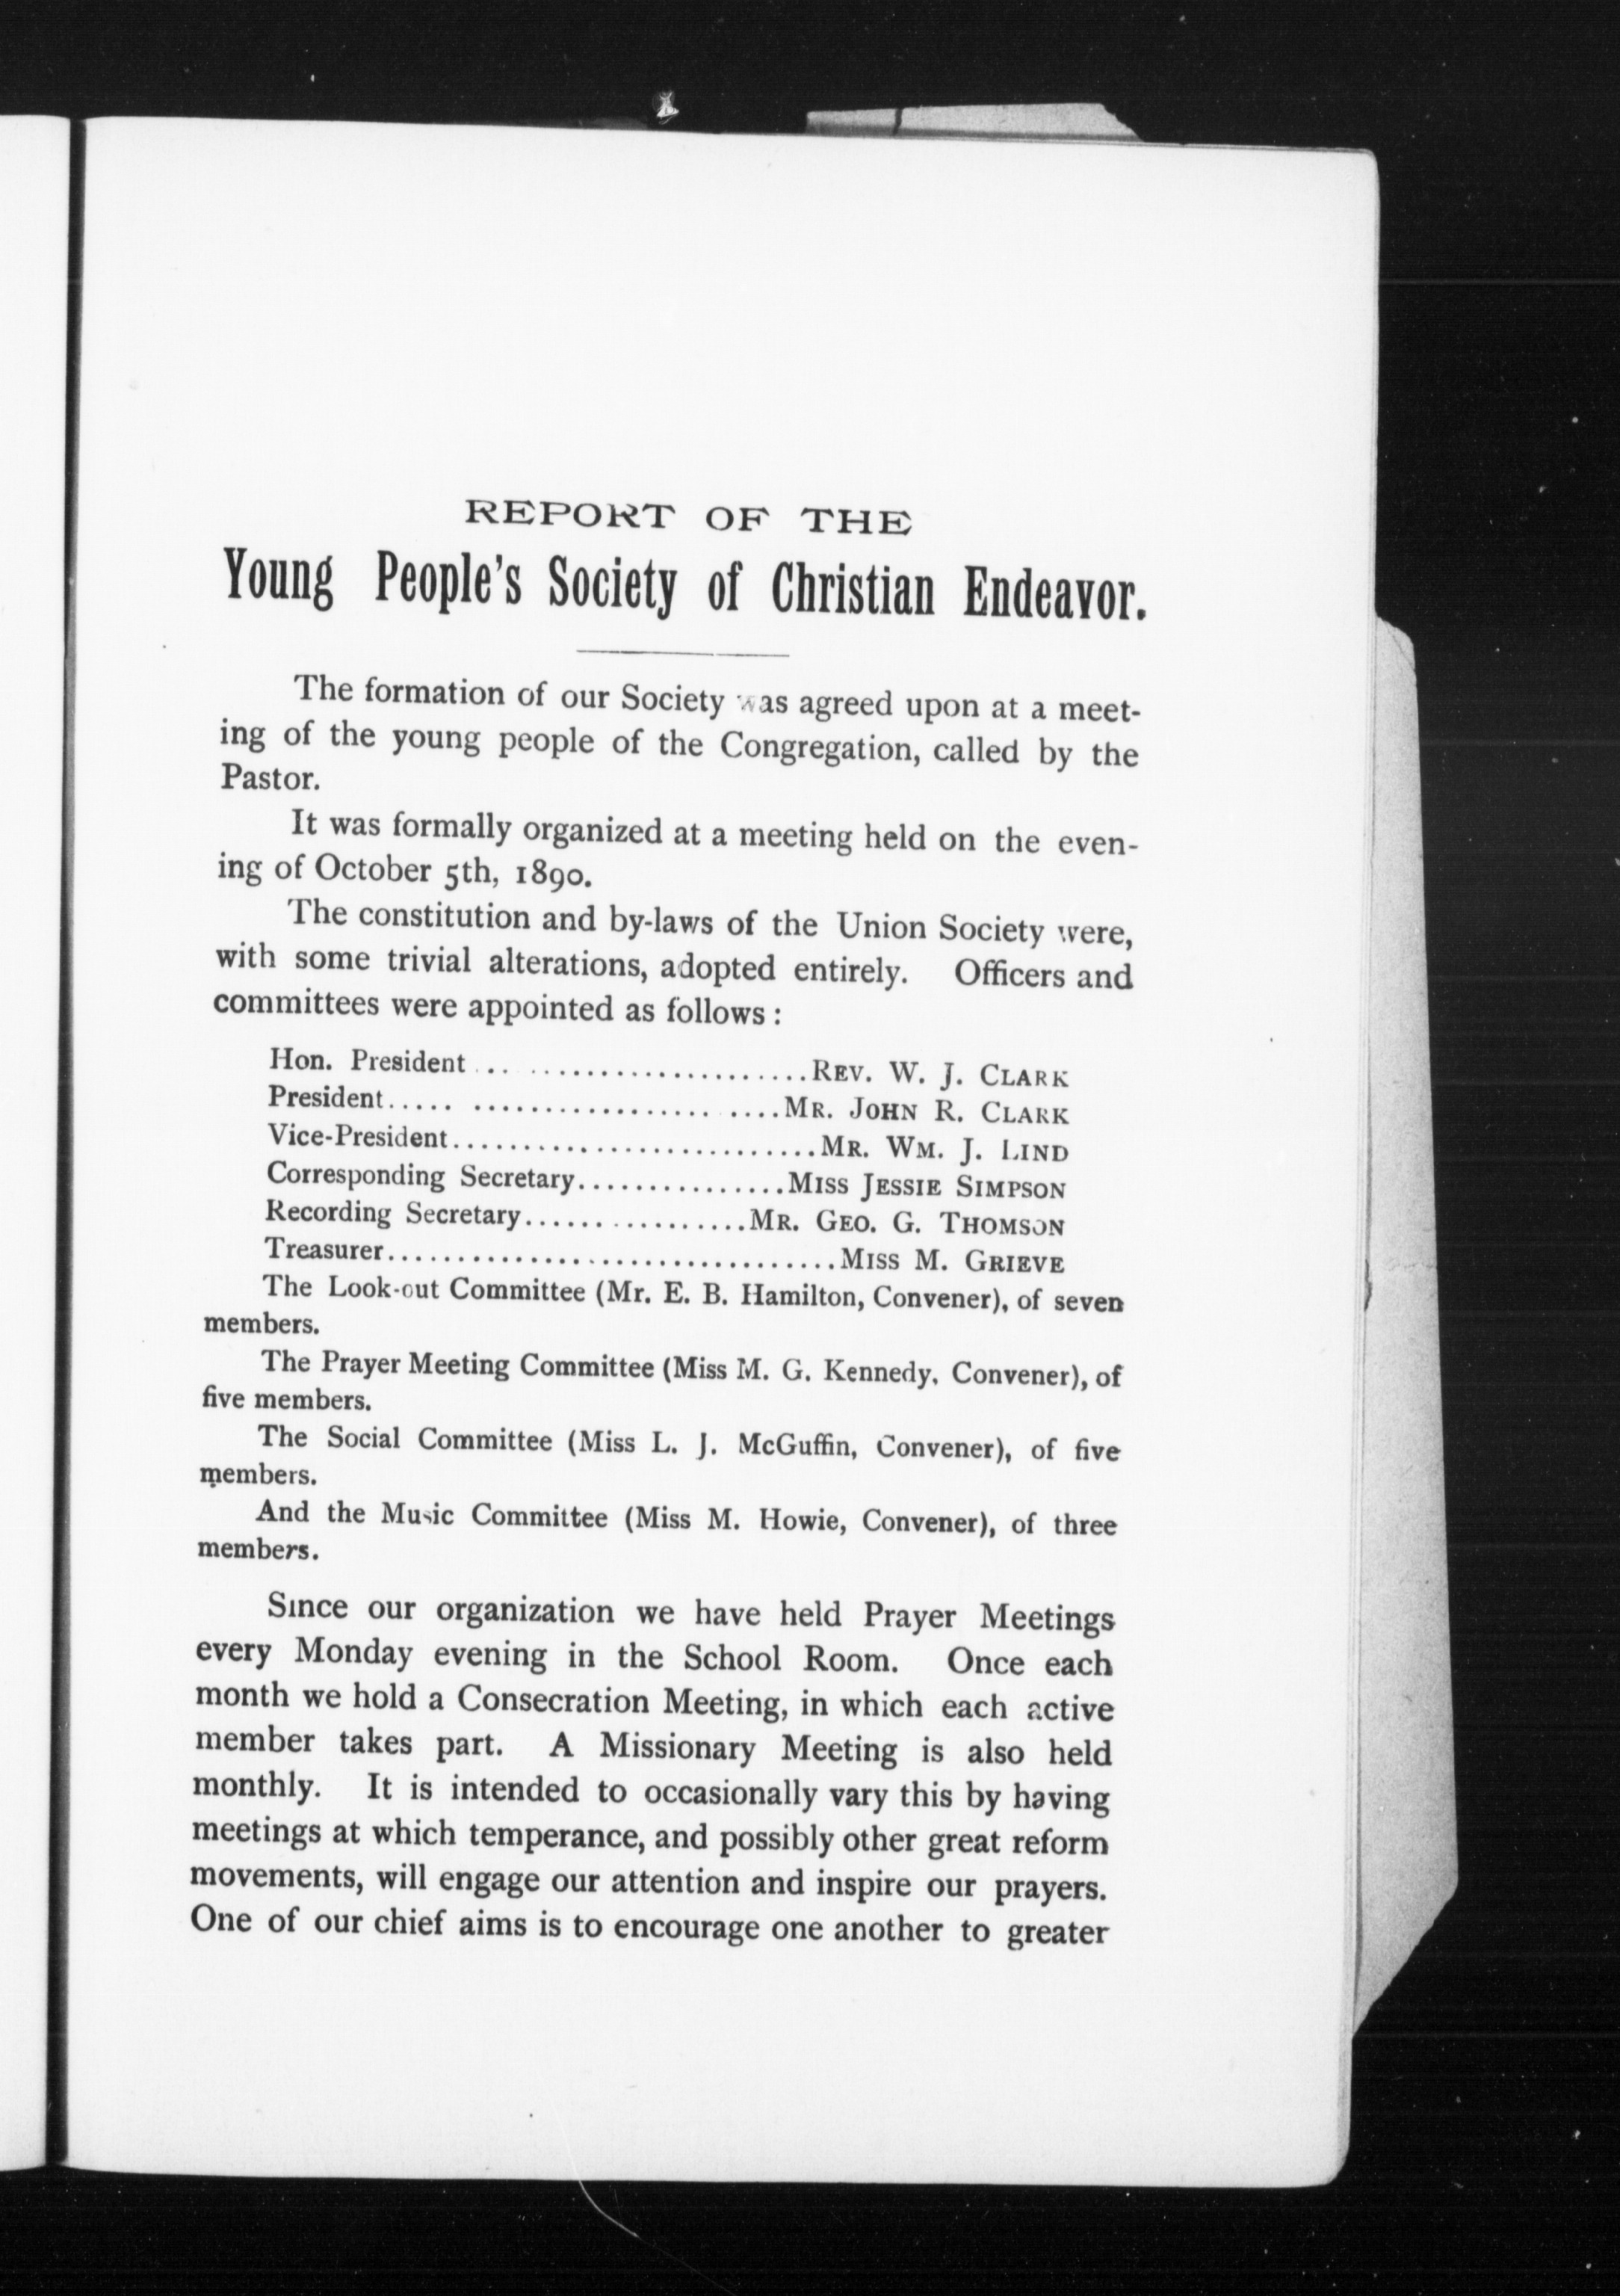 REPORT OF THE
Young People's Society of Christian Endeavor.
The formation of our Society was agreed upon at a meet-
ing of the young people of the Congregation, called by the
Pastor.
It was formally organized at a meeting held on the even-
ing of October 5th, 1890.
The constitution and by-laws of the Union Society were,
with some trivial alterations, adopted entirely. Officers and
committees were appointed as follows :
Hon. President ... ........................REV. W. J. CLARK
President..... ................... ....MR. JOHN R. CLARK
Vice-President..........................MR. WM. J. LIND
Corresponding Secretary...............MISS JESSIE SIMPSON
Recording Secretary................MR. GEO. G. THOMSON
Treasurer................................MISS M. GRIEVE
The Look-out Committee (Mr. E. B. Hamilton, Convener), of seven
members.
The Prayer Meeting Committee (Miss M. G. Kennedy, Convener), of
five members.
The Social Committee (Miss L. J. McGuffin, Convener), of five
members.
And the Music Committee (Miss M. Howie, Convener), of three
members.
Since our organization we have held Prayer Meetings
every Monday evening in the School Room. Once each
month we hold a Consecration Meeting, in which each active
member takes part. A Missionary Meeting is also held
monthly. It is intended to occasionally vary this by having
meetings at which temperance, and possibly other great reform
movements, will engage our attention and inspire our prayers.
One of our chief aims is to encourage one another to greater